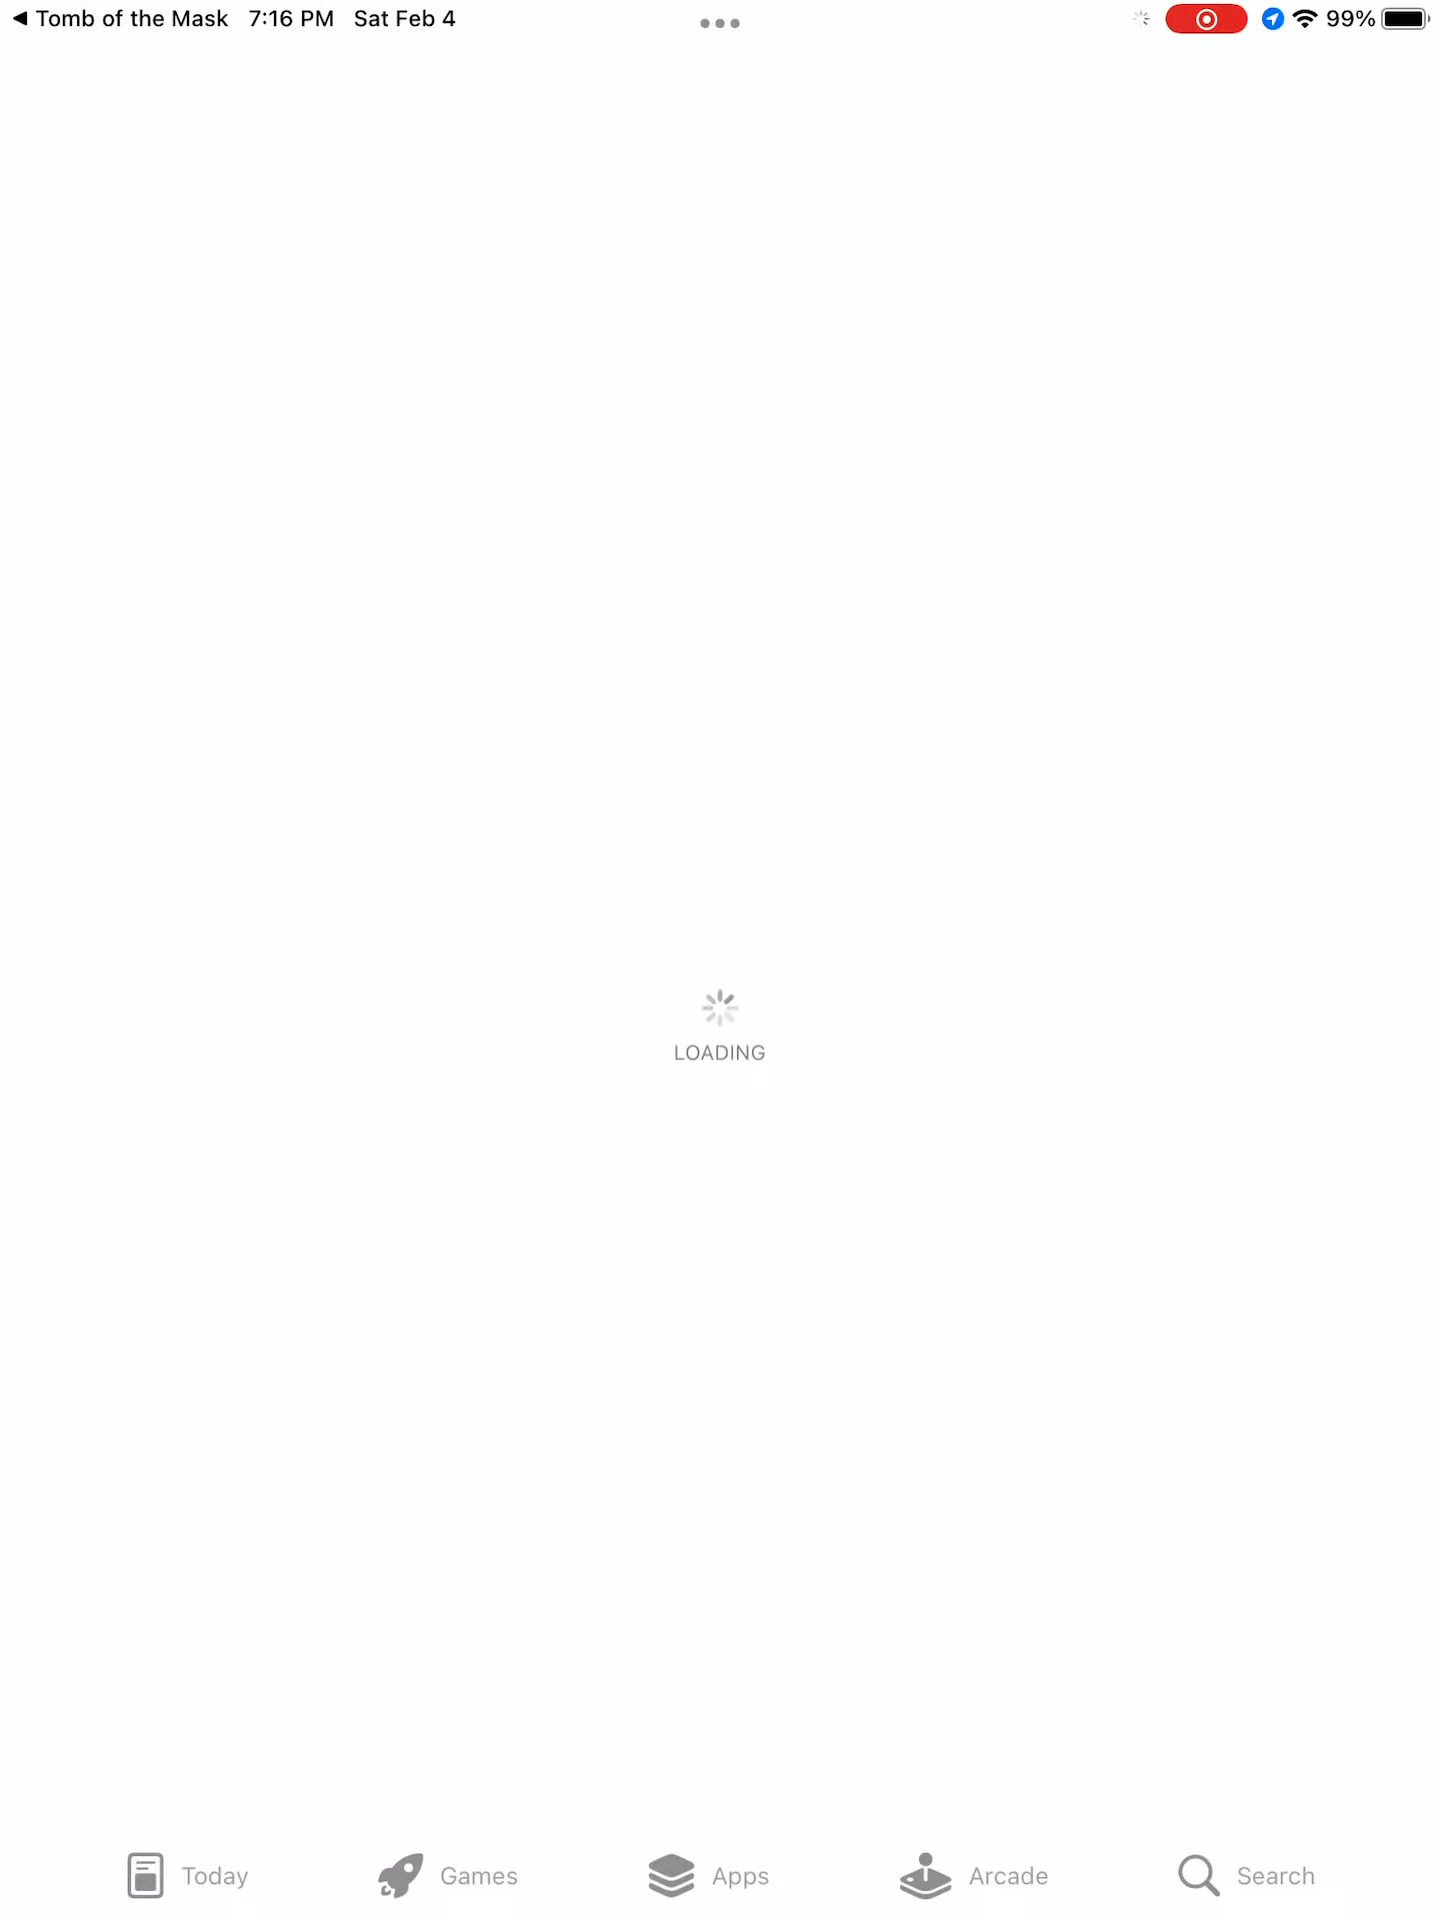 ◀ Tomb of the Mask 7:16 PM Sat Feb 4 99%
LOADING
Today Games Apps Arcade Search